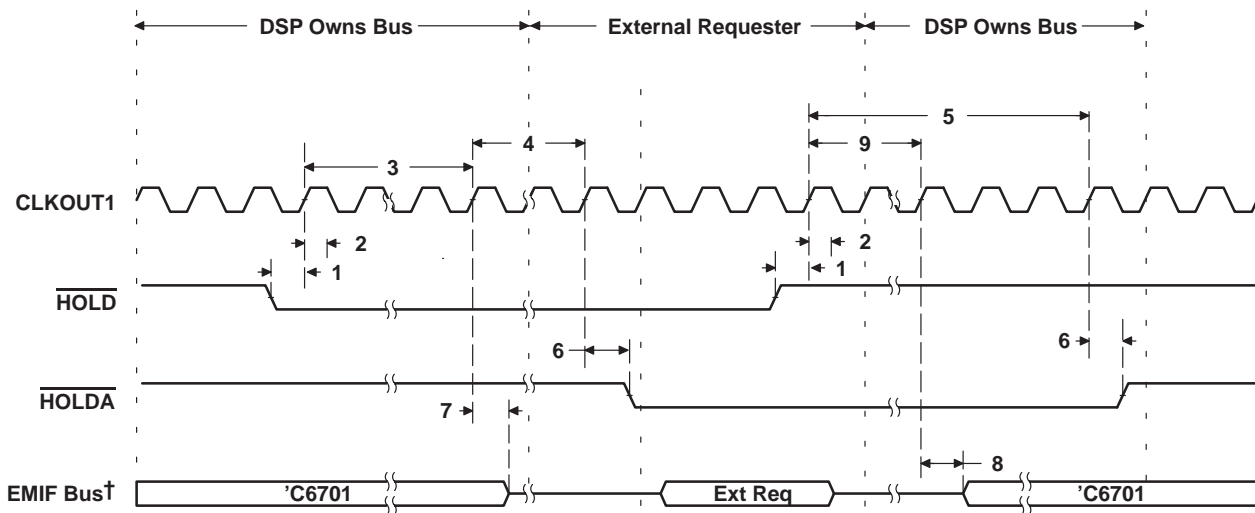 DSP Owns Bus External Requester DSP Owns Bus
5
4 9
3
CLKOUT1
2 2
1 1
HOLD
6 6
HOLDA
7
8
EMIF Bus† 'C6701 Ext Req 'C6701